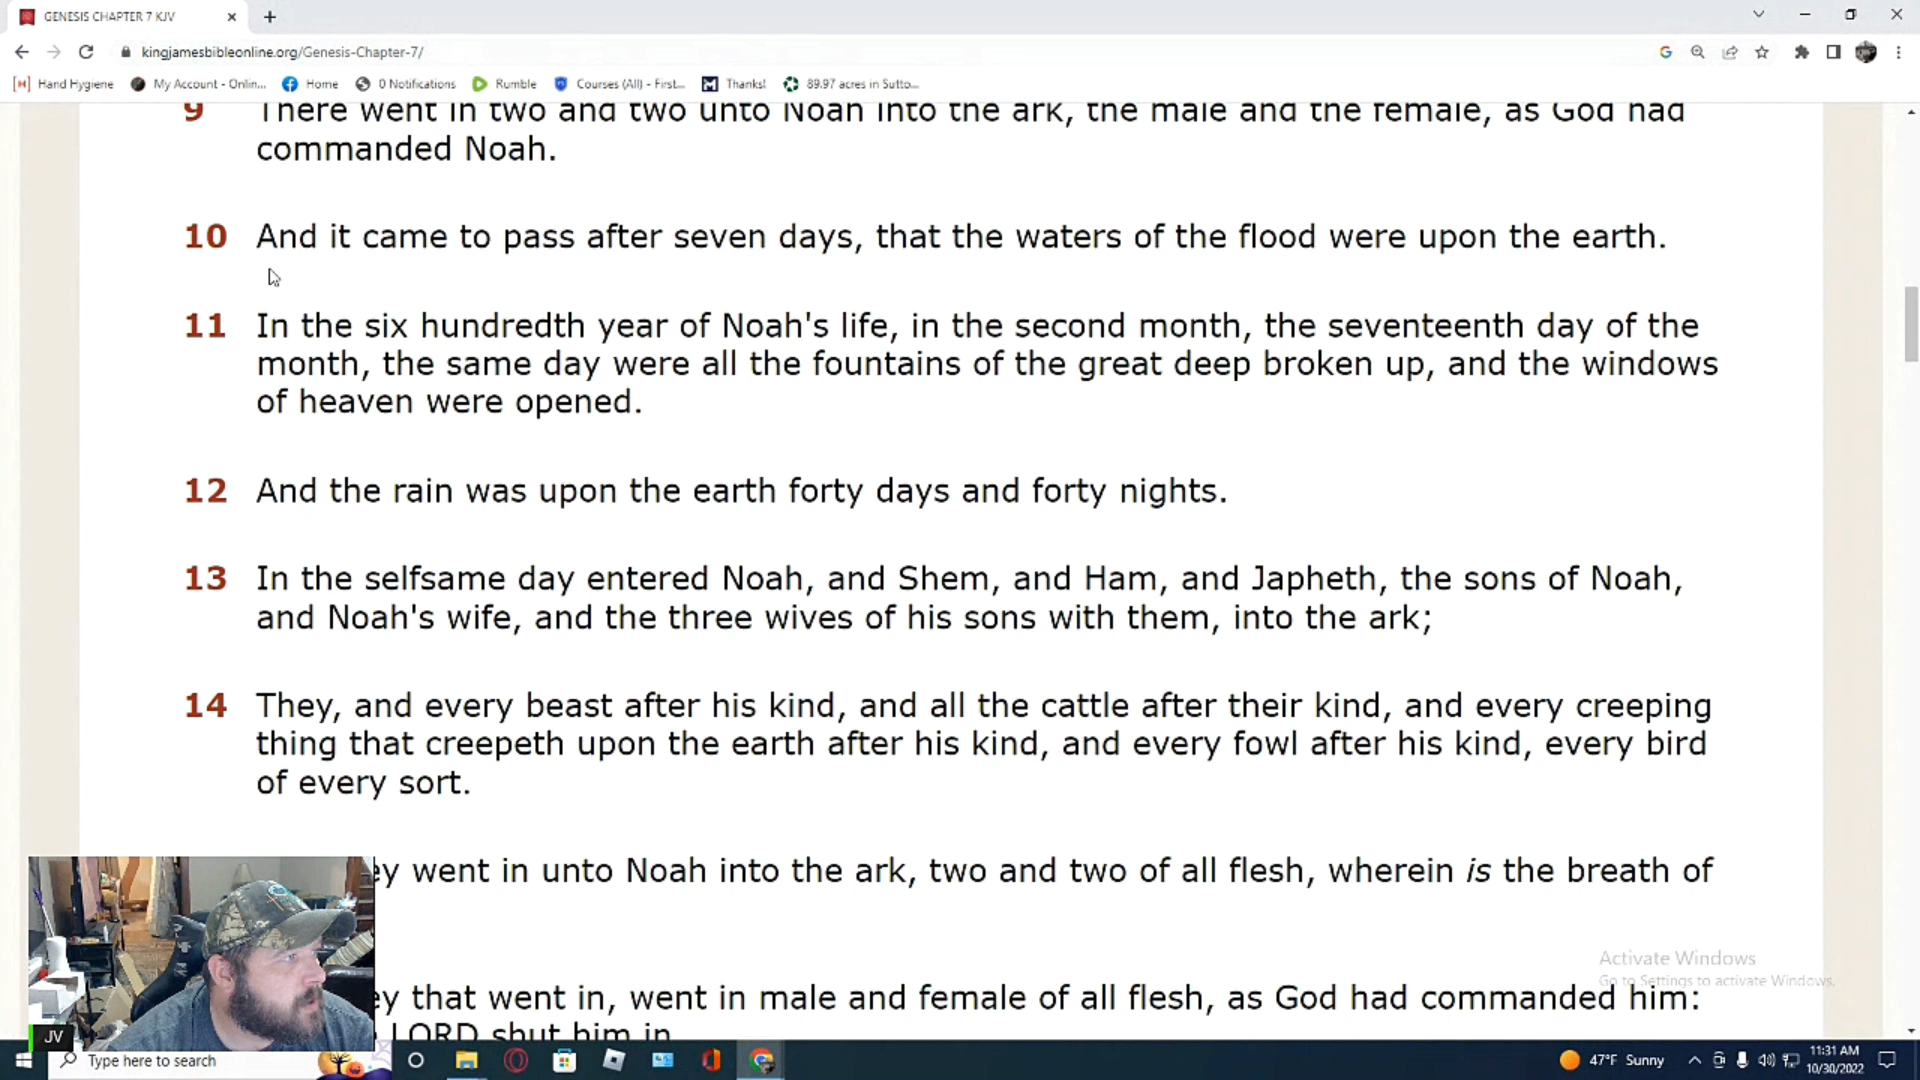 GENESIS CHAPTER 7 KJV
kingjamesbibleonline.org/Genesis-Chapter-7/
Hand Hygiene My Account - Onlin... Home 0 Notifications Rumble Courses (All) - First... Thanks! 89.97 acres in Sutto...
9 There went in two and two unto Noah into the ark, the male and the female, as God had
commanded Noah.
10 And it came to pass after seven days, that the waters of the flood were upon the earth.
11 In the six hundredth year of Noah's life, in the second month, the seventeenth day of the
month, the same day were all the fountains of the great deep broken up, and the windows
of heaven were opened.
12 And the rain was upon the earth forty days and forty nights.
13 In the selfsame day entered Noah, and Shem, and Ham, and Japheth, the sons of Noah,
and Noah's wife, and the three wives of his sons with them, into the ark;
14 They, and every beast after his kind, and all the cattle after their kind, and every creeping
thing that creepeth upon the earth after his kind, and every fowl after his kind, every bird
of every sort.
ey went in unto Noah into the ark, two and two of all flesh, wherein is the breath of
Activate Windows
Go to Settings to activate Windows.
ey that went in, went in male and female of all flesh, as God had commanded him:
LORD shut him in.
JV
Type here to search
47°F Sunny
11:31 AM
10/30/2022